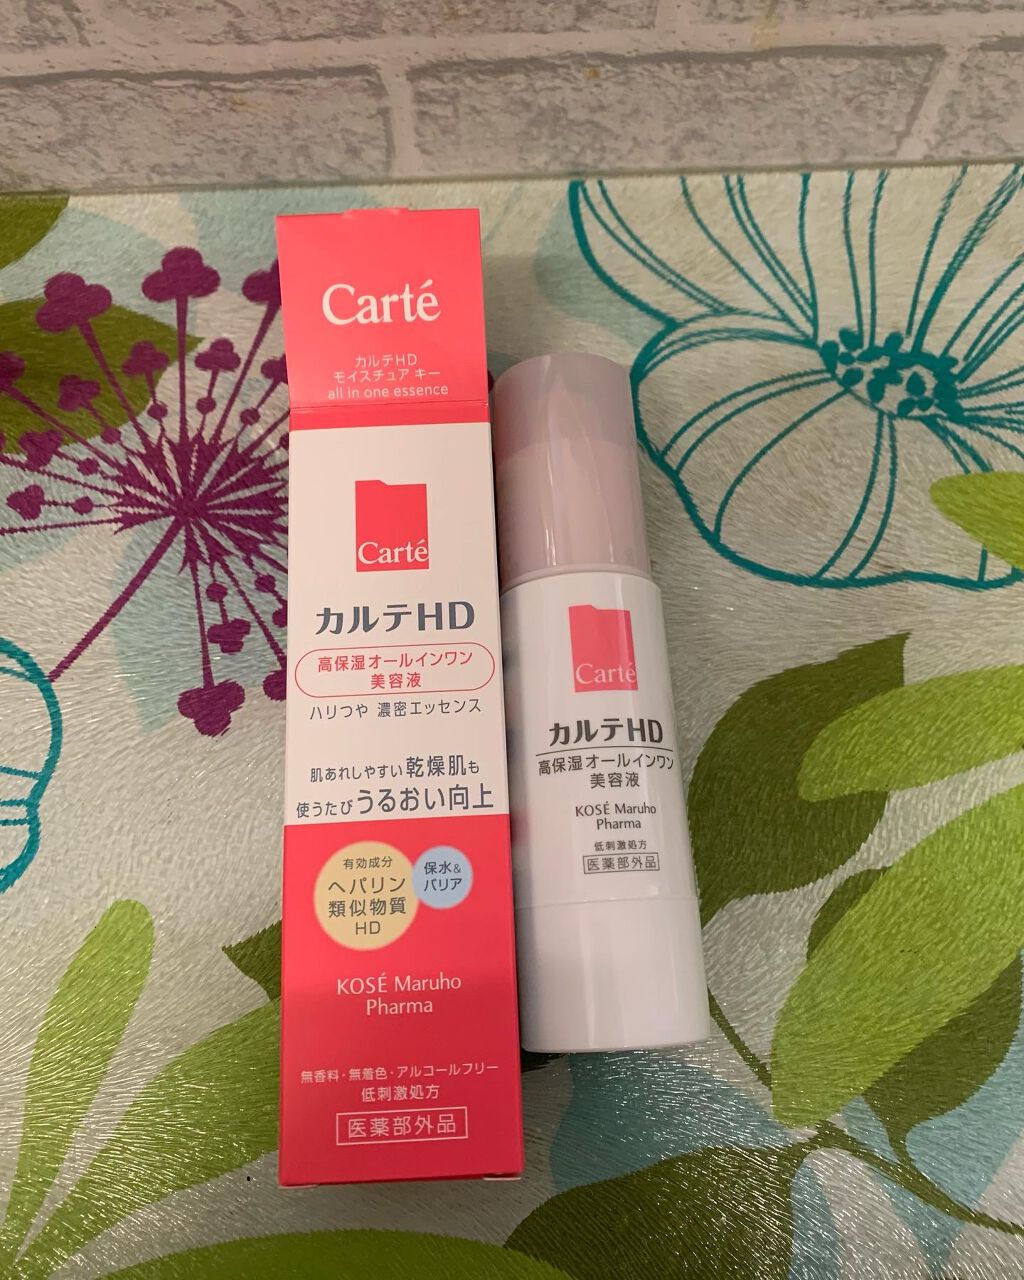 Carté
カルテHD
モイスチュア キー
all in one essence
Carté
カルテHD
高保湿オールインワン
美容液
ハリつや 濃密エッセンス
肌あれしやすい乾燥肌も
使うたびうるおい向上
有効成分
ヘパリン
類似物質
HD
保水&
バリア
KOSÉ Maruho
Pharma
無香料・無着色・アルコールフリー
低刺激処方
医薬部外品
Carté
カルテHD
高保湿オールインワン
美容液
KOSÉ Maruho
Pharma
低刺激処方
医薬部外品